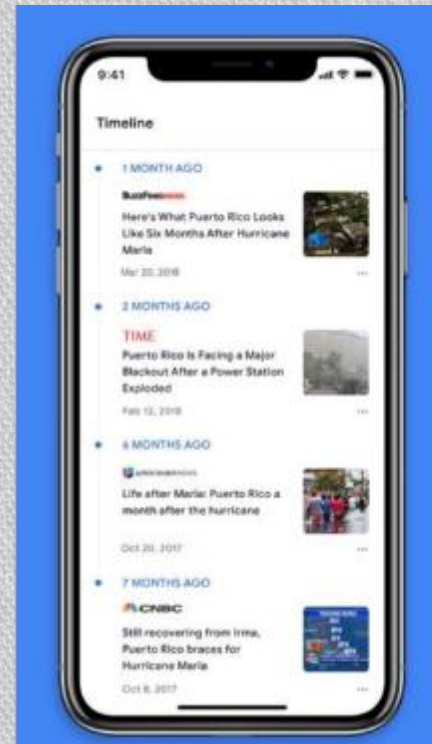 9:41
Timeline
1 MONTH AGO
BuzzFeed NEWS
Here's What Puerto Rico Looks
Like Six Months After Hurricane
Maria
Mar 20, 2018
2 MONTHS AGO
TIME
Puerto Rico Is Facing a Major
Blackout After a Power Station
Exploded
Feb 12, 2018
6 MONTHS AGO
NEWS
Life after Maria: Puerto Rico a
month after the hurricane
Oct 20, 2017
7 MONTHS AGO
CNBC
Still recovering from Irma,
Puerto Rico braces for
Hurricane Maria
Oct 8, 2017